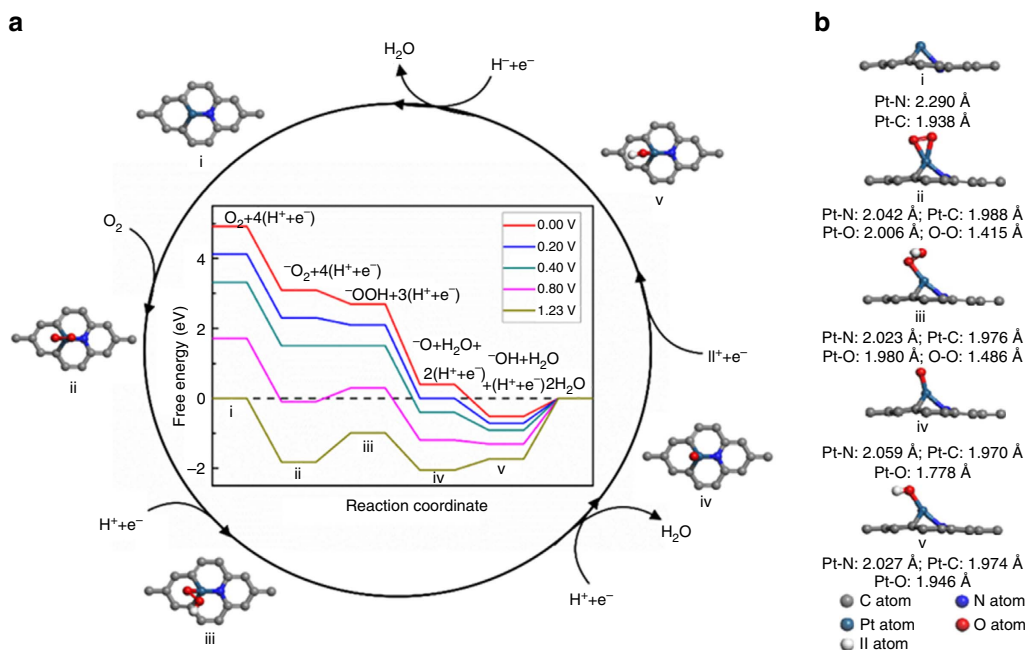 a
H₂O
H⁻+e⁻
i
v
O₂
ii
O₂+4(H⁺+e⁻)
⁻O₂+4(H⁺+e⁻)
⁻OOH+3(H⁺+e⁻)
⁻O+H₂O+
2(H⁺+e⁻)
⁻OH+H₂O
+(H⁺+e⁻)
2H₂O
0.00 V
0.20 V
0.40 V
0.80 V
1.23 V
Free energy (eV)
4
2
0
−2
i
ii
iii
iv
v
Reaction coordinate
II⁺+e⁻
iv
H₂O
H⁺+e⁻
H⁺+e⁻
iii
b
i
Pt-N: 2.290 Å
Pt-C: 1.938 Å
ii
Pt-N: 2.042 Å; Pt-C: 1.988 Å
Pt-O: 2.006 Å; O-O: 1.415 Å
iii
Pt-N: 2.023 Å; Pt-C: 1.976 Å
Pt-O: 1.980 Å; O-O: 1.486 Å
iv
Pt-N: 2.059 Å; Pt-C: 1.970 Å
Pt-O: 1.778 Å
v
Pt-N: 2.027 Å; Pt-C: 1.974 Å
Pt-O: 1.946 Å
C atom
N atom
Pt atom
O atom
II atom